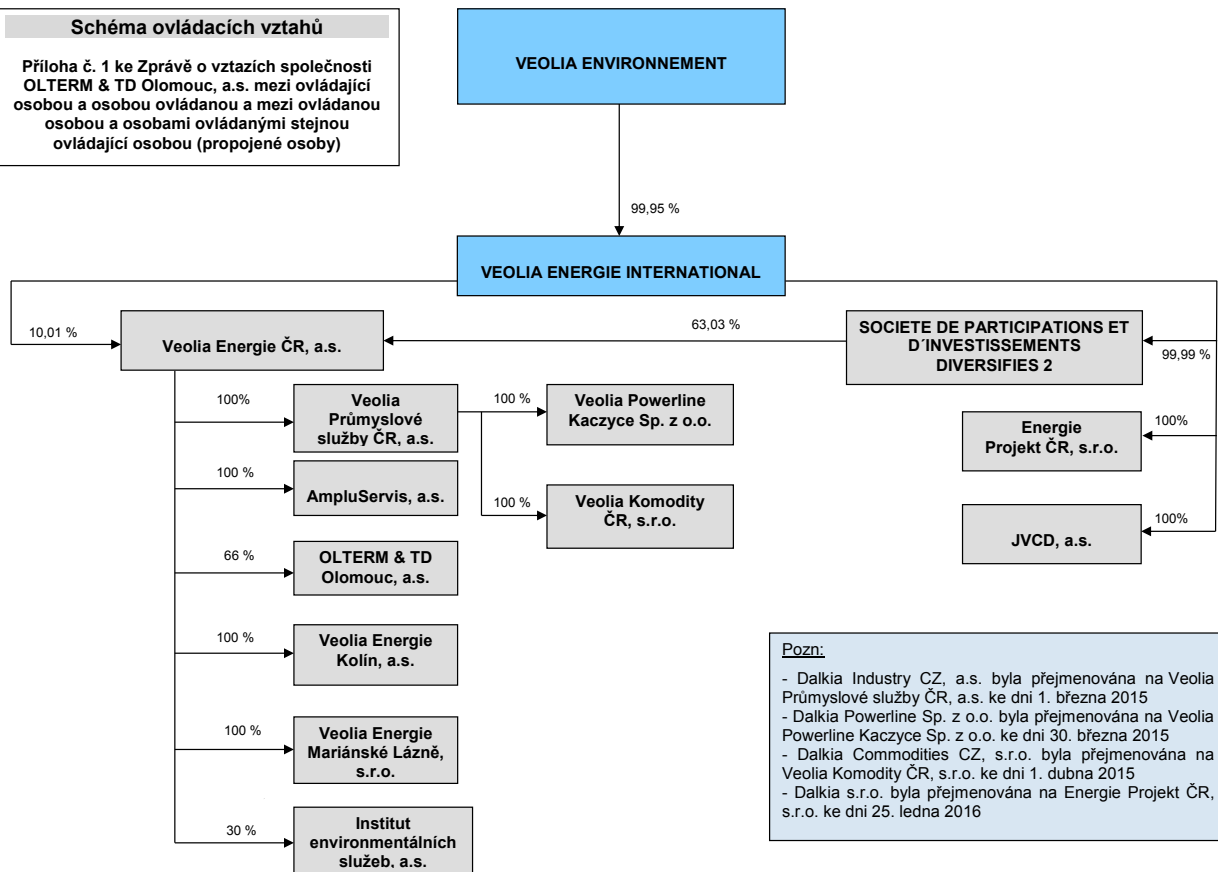 Schéma ovládacích vztahů
Příloha č. 1 ke Zprávě o vztazích společnosti
OLTERM & TD Olomouc, a.s. mezi ovládající
osobou a osobou ovládanou a mezi ovládanou
osobou a osobami ovládanými stejnou
ovládající osobou (propojené osoby)
VEOLIA ENVIRONNEMENT
99,95 %
VEOLIA ENERGIE INTERNATIONAL
10,01 %
Veolia Energie ČR, a.s.
63,03 %
SOCIETE DE PARTICIPATIONS ET
D´INVESTISSEMENTS
DIVERSIFIES 2
99,99 %
100%
Veolia
Průmyslové
služby ČR, a.s.
100 %
Veolia Powerline
Kaczyce Sp. z o.o.
Energie
Projekt ČR, s.r.o.
100%
100 %
AmpluServis, a.s.
100 %
Veolia Komodity
ČR, s.r.o.
JVCD, a.s.
100%
66 %
OLTERM & TD
Olomouc, a.s.
100 %
Veolia Energie
Kolín, a.s.
100 %
Veolia Energie
Mariánské Lázně,
s.r.o.
30 %
Institut
environmentálních
služeb, a.s.
Pozn:
- Dalkia Industry CZ, a.s. byla přejmenována na Veolia
Průmyslové služby ČR, a.s. ke dni 1. března 2015
- Dalkia Powerline Sp. z o.o. byla přejmenována na Veolia
Powerline Kaczyce Sp. z o.o. ke dni 30. března 2015
- Dalkia Commodities CZ, s.r.o. byla přejmenována na
Veolia Komodity ČR, s.r.o. ke dni 1. dubna 2015
- Dalkia s.r.o. byla přejmenována na Energie Projekt ČR,
s.r.o. ke dni 25. ledna 2016